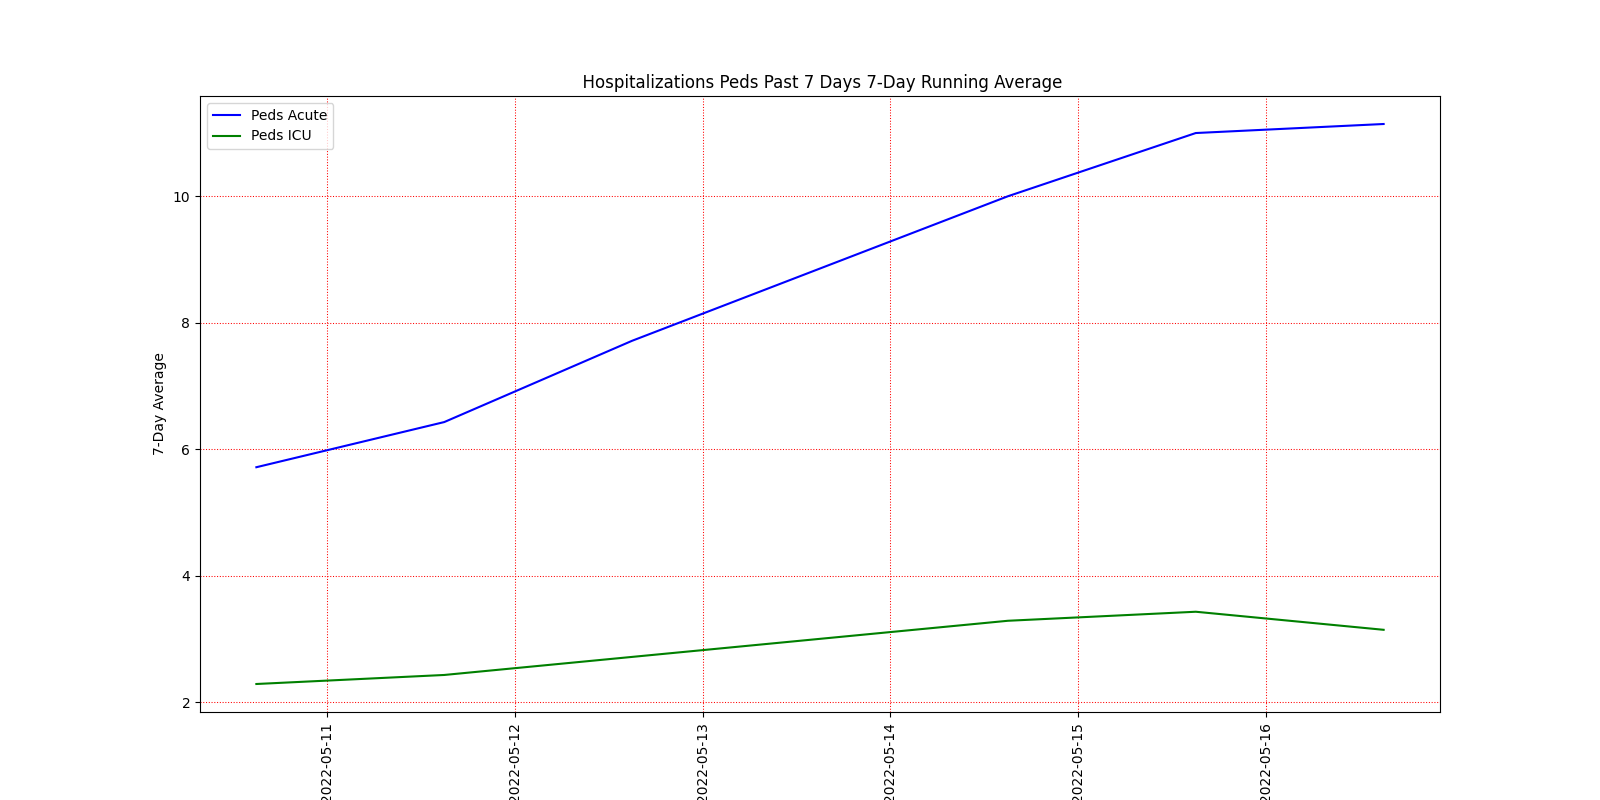 Hospitalizations Peds Past 7 Days 7-Day Running Average
Peds Acute
Peds ICU
7-Day Average
10
8
6
4
2
2022-05-11
2022-05-12
2022-05-13
2022-05-14
2022-05-15
2022-05-16